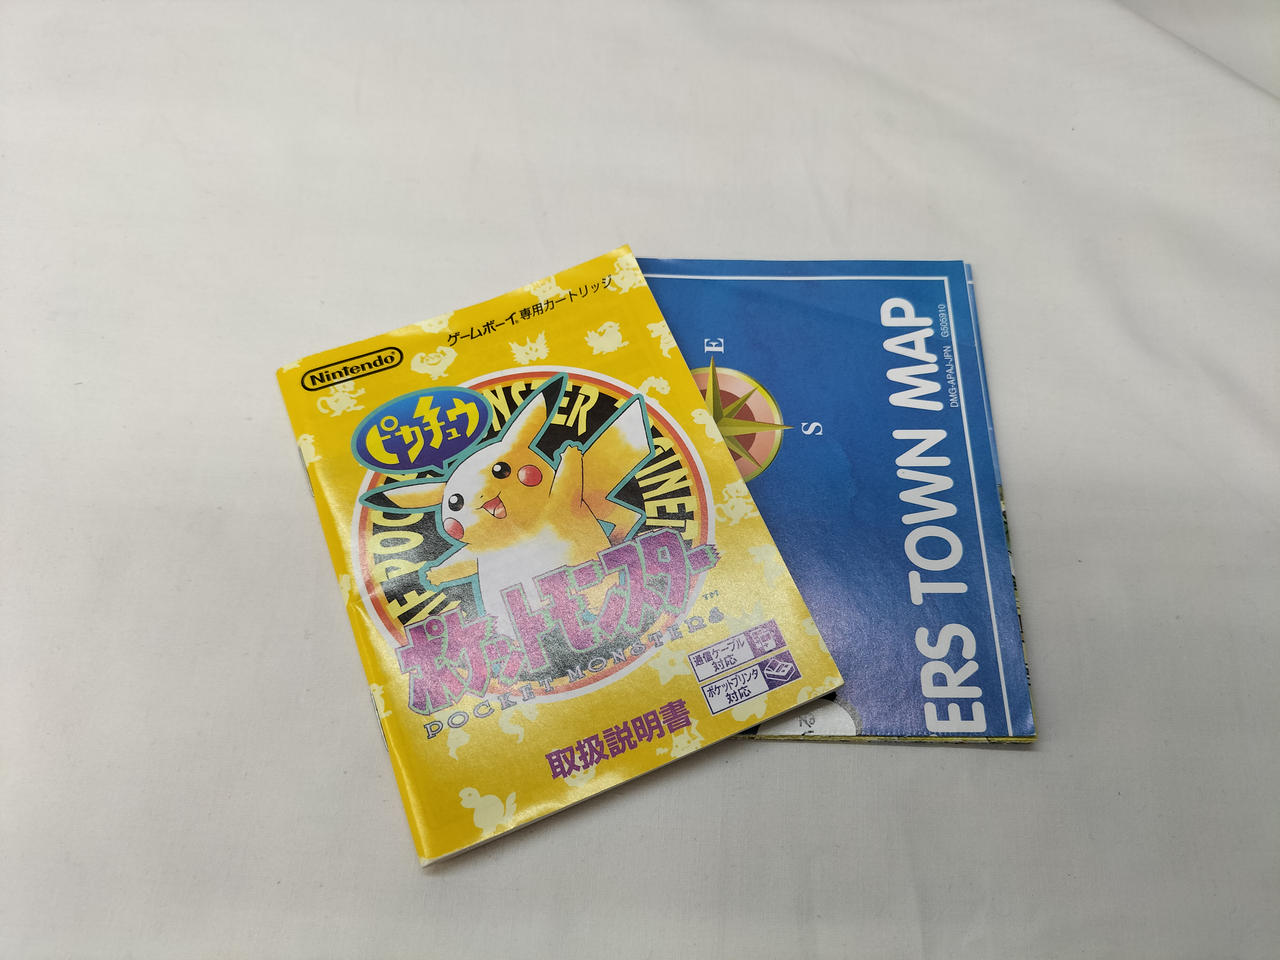 Nintendo®
ゲームボーイ®専用カートリッジ
ピカチュウ
ポケットモンスター
POCKET MONSTERS™
通信ケーブル
対応
ポケットプリンタ
対応
取扱説明書
E
S
ERS TOWN MAP
DMG-APAJ-JPN G505910